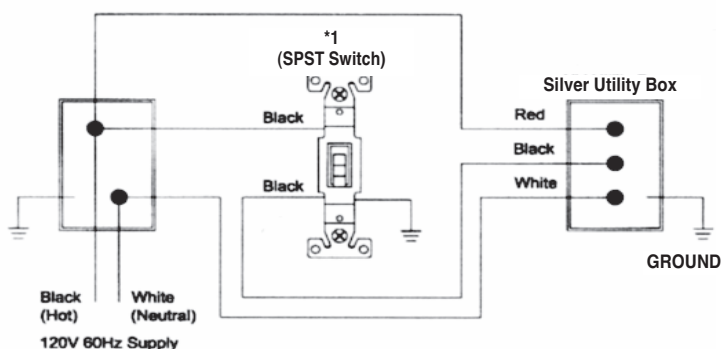 *1
(SPST Switch)
Silver Utility Box
Black
Red
Black
White
Black
GROUND
Black
(Hot)
White
(Neutral)
120V 60Hz Supply